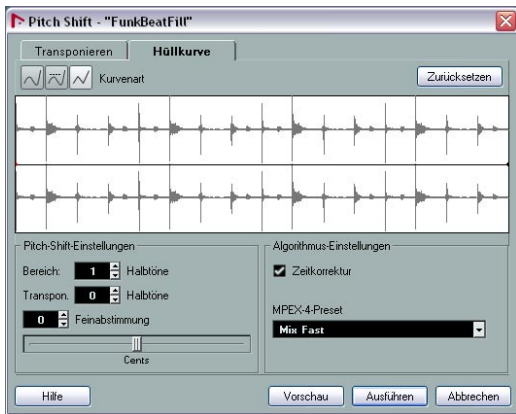 Pitch Shift - "FunkBeatFill"
Transponieren Hüllkurve
Kurvenart Zurücksetzen
Pitch-Shift-Einstellungen
Bereich: 1 Halbtöne
Transpon. 0 Halbtöne
0 Feinabstimmung
Cents
Algorithmus-Einstellungen
Zeitkorrektur
MPEX-4-Preset
Mix Fast
Hilfe Vorschau Ausführen Abbrechen